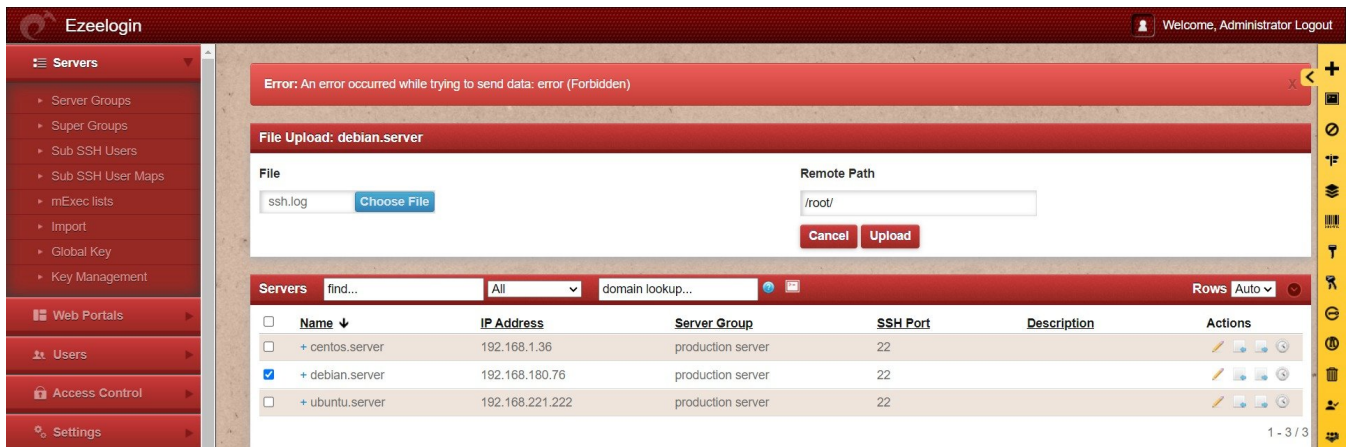 Ezeelogin
Welcome, Administrator Logout
Servers
Server Groups
Super Groups
Sub SSH Users
Sub SSH User Maps
mExec lists
Import
Global Key
Key Management
Web Portals
Users
Access Control
Settings
Error: An error occurred while trying to send data: error (Forbidden)
X
File Upload: debian.server
File
Remote Path
ssh.log Choose File
/root/
Cancel Upload
Servers find... All domain lookup... Rows Auto
Name IP Address Server Group SSH Port Description Actions
+ centos.server 192.168.1.36 production server 22
+ debian.server 192.168.180.76 production server 22
+ ubuntu.server 192.168.221.222 production server 22
1 - 3 / 3